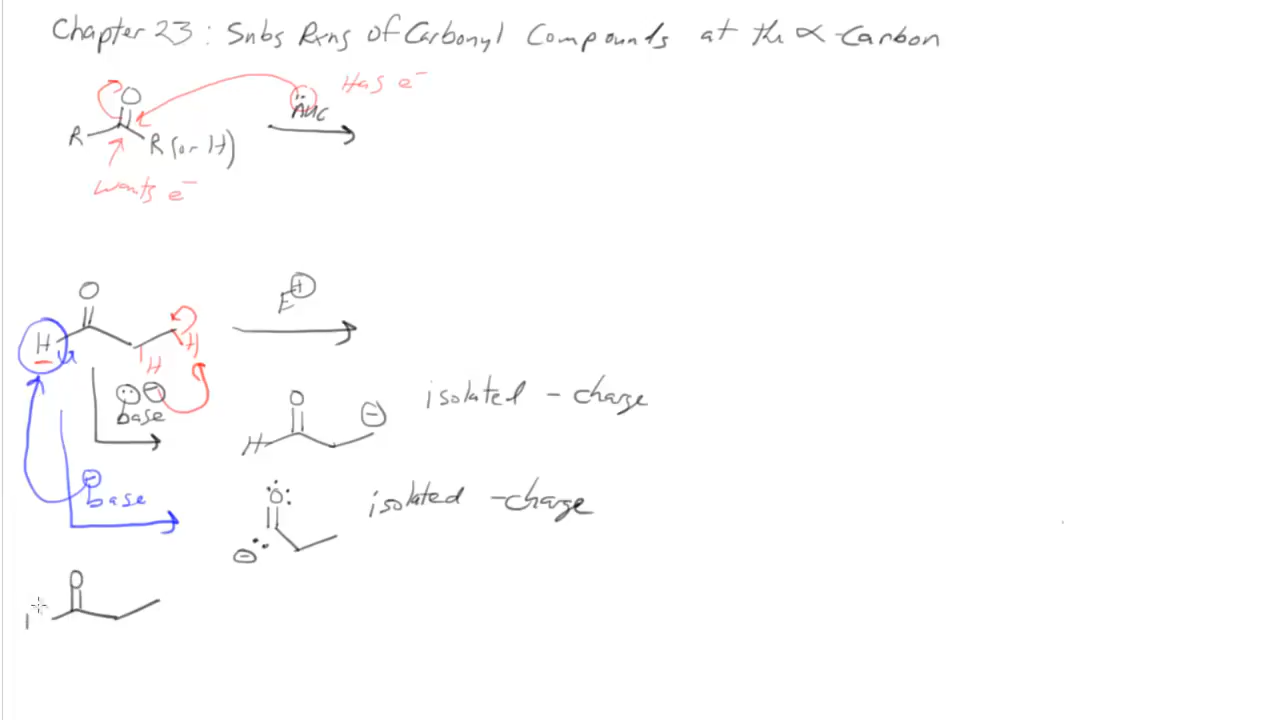 Chapter 23: Subs Rxns of Carbonyl Compounds at the α-Carbon
Has e⁻
O
:Nuc
R
R (or H)
wants e⁻
O
E⊕
H
H
H
:⊖
base
isolated - charge
O
⊖
H
⊖
base
:O:
isolated -charge
⊖ :
O